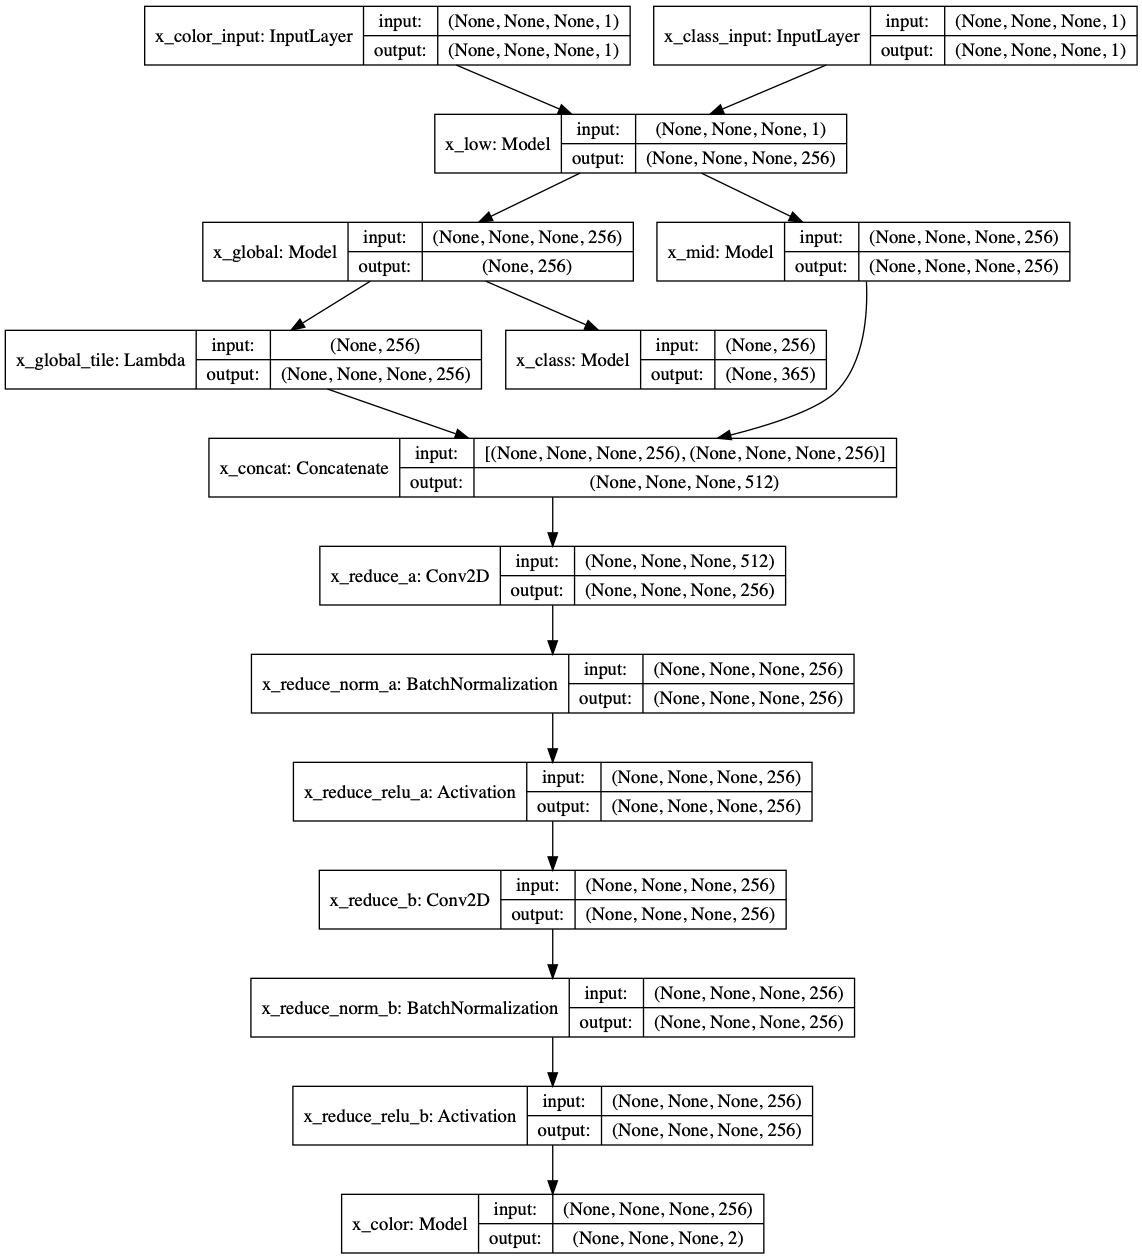 x_color_input: InputLayer
input: (None, None, None, 1)
output: (None, None, None, 1)
x_class_input: InputLayer
input: (None, None, None, 1)
output: (None, None, None, 1)
x_low: Model
input: (None, None, None, 1)
output: (None, None, None, 256)
x_global: Model
input: (None, None, None, 256)
output: (None, 256)
x_mid: Model
input: (None, None, None, 256)
output: (None, None, None, 256)
x_global_tile: Lambda
input: (None, 256)
output: (None, None, None, 256)
x_class: Model
input: (None, 256)
output: (None, 365)
x_concat: Concatenate
input: [(None, None, None, 256), (None, None, None, 256)]
output: (None, None, None, 512)
x_reduce_a: Conv2D
input: (None, None, None, 512)
output: (None, None, None, 256)
x_reduce_norm_a: BatchNormalization
input: (None, None, None, 256)
output: (None, None, None, 256)
x_reduce_relu_a: Activation
input: (None, None, None, 256)
output: (None, None, None, 256)
x_reduce_b: Conv2D
input: (None, None, None, 256)
output: (None, None, None, 256)
x_reduce_norm_b: BatchNormalization
input: (None, None, None, 256)
output: (None, None, None, 256)
x_reduce_relu_b: Activation
input: (None, None, None, 256)
output: (None, None, None, 256)
x_color: Model
input: (None, None, None, 256)
output: (None, None, None, 2)